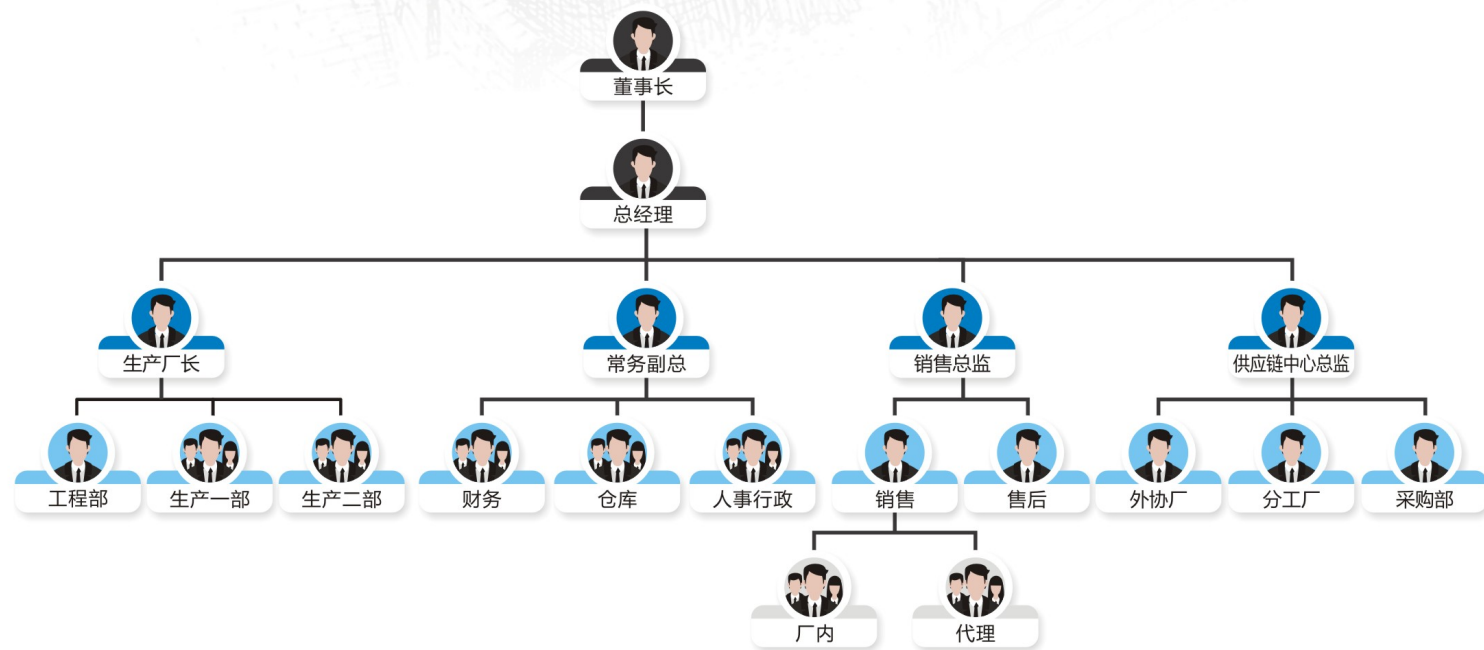 董事长
总经理
生产厂长
常务副总
销售总监
供应链中心总监
工程部
生产一部
生产二部
财务
仓库
人事行政
销售
售后
外协厂
分工厂
采购部
厂内
代理